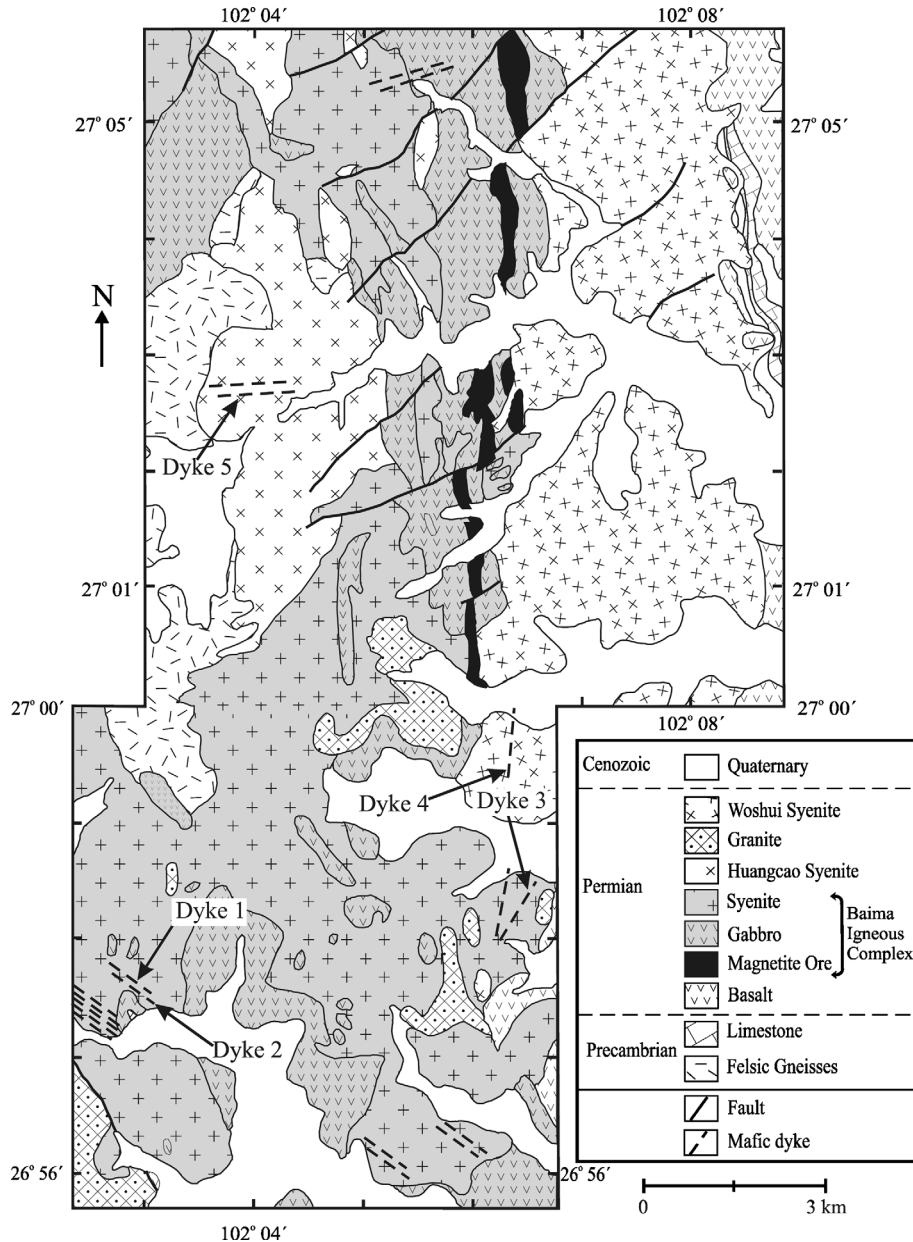 102° 04′
102° 08′
27° 05′
27° 05′
N
Dyke 5
27° 01′
27° 01′
27° 00′
27° 00′
102° 08′
Dyke 4
Dyke 3
Dyke 1
Dyke 2
26° 56′
26° 56′
102° 04′
Cenozoic
Quaternary
Permian
Woshui Syenite
Granite
Huangcao Syenite
Syenite
Gabbro
Magnetite Ore
Baima
Igneous
Complex
Basalt
Precambrian
Limestone
Felsic Gneisses
Fault
Mafic dyke
0
3 km